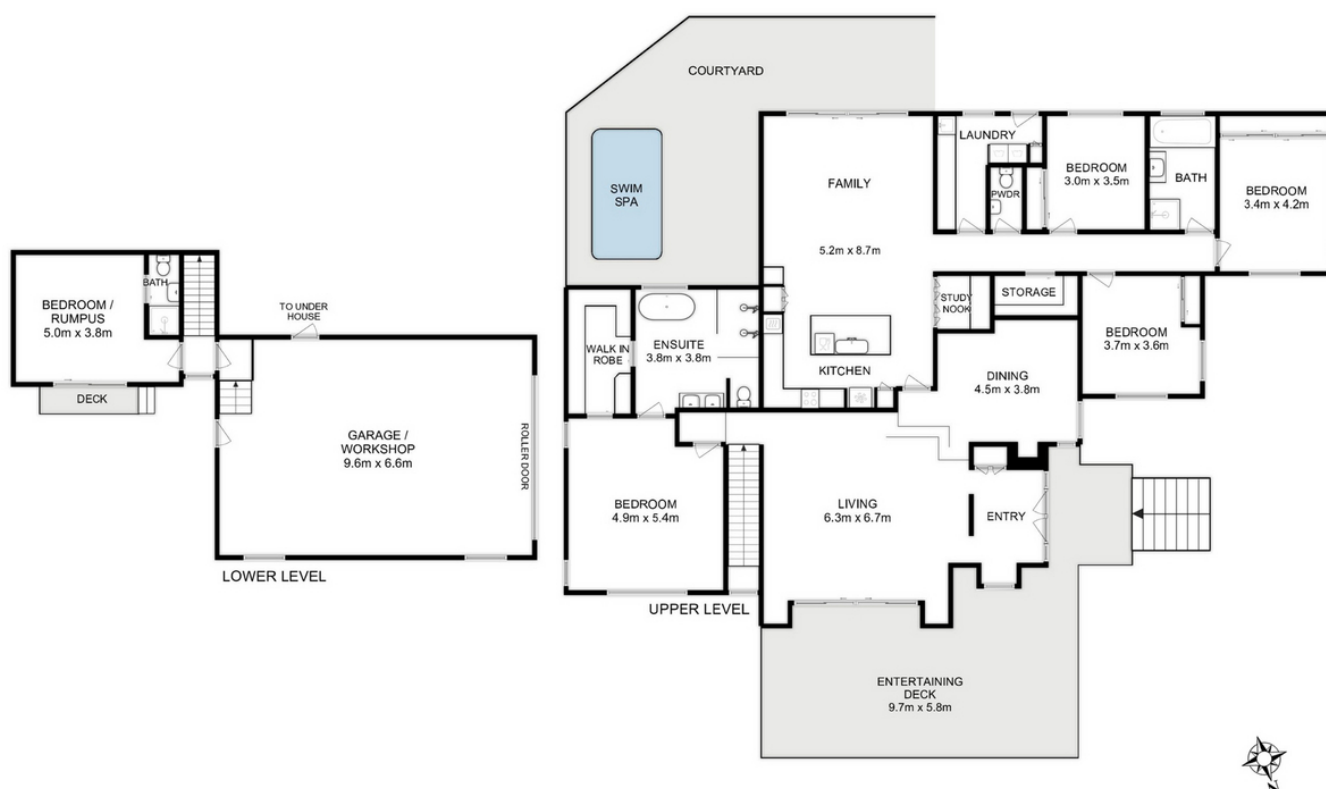 COURTYARD
SWIM
SPA
FAMILY
5.2m x 8.7m
LAUNDRY
PWDR
BEDROOM
3.0m x 3.5m
BATH
BEDROOM
3.4m x 4.2m
BEDROOM /
RUMPUS
5.0m x 3.8m
BATH
DECK
TO UNDER
HOUSE
GARAGE /
WORKSHOP
9.6m x 6.6m
ROLLER DOOR
LOWER LEVEL
WALK IN
ROBE
ENSUITE
3.8m x 3.8m
KITCHEN
STUDY
NOOK
STORAGE
DINING
4.5m x 3.8m
BEDROOM
3.7m x 3.6m
BEDROOM
4.9m x 5.4m
LIVING
6.3m x 6.7m
ENTRY
UPPER LEVEL
ENTERTAINING
DECK
9.7m x 5.8m